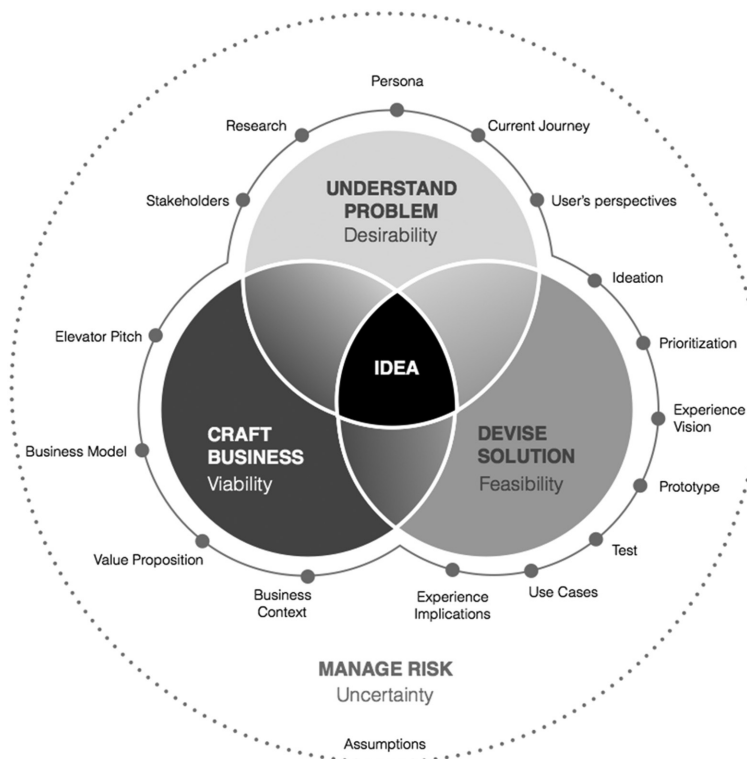 Persona
Research
Current Journey
Stakeholders
UNDERSTAND
PROBLEM
Desirability
User's perspectives
Ideation
Elevator Pitch
Prioritization
IDEA
Experience
Vision
CRAFT
BUSINESS
Viability
DEVISE
SOLUTION
Feasibility
Business Model
Prototype
Value Proposition
Test
Business
Context
Experience
Implications
Use Cases
MANAGE RISK
Uncertainty
Assumptions